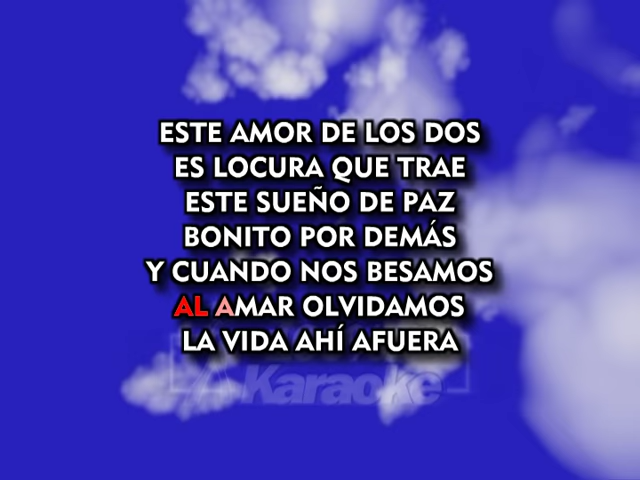 ESTE AMOR DE LOS DOS
ES LOCURA QUE TRAE
ESTE SUEÑO DE PAZ
BONITO POR DEMÁS
Y CUANDO NOS BESAMOS
AL AMAR OLVIDAMOS
LA VIDA AHÍ AFUERA
Karaoke